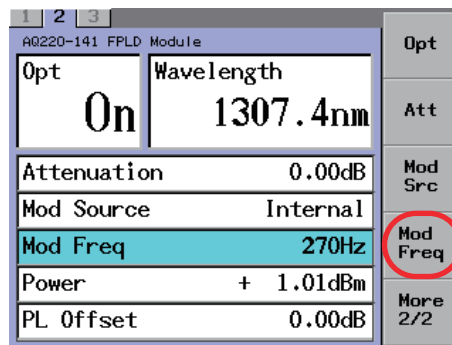 1 2 3
AQ220-141 FPLD Module
Opt
On
Wavelength
1307.4nm
Attenuation 0.00dB
Mod Source Internal
Mod Freq 270Hz
Power + 1.01dBm
PL Offset 0.00dB
Opt
Att
Mod
Src
Mod
Freq
More
2/2